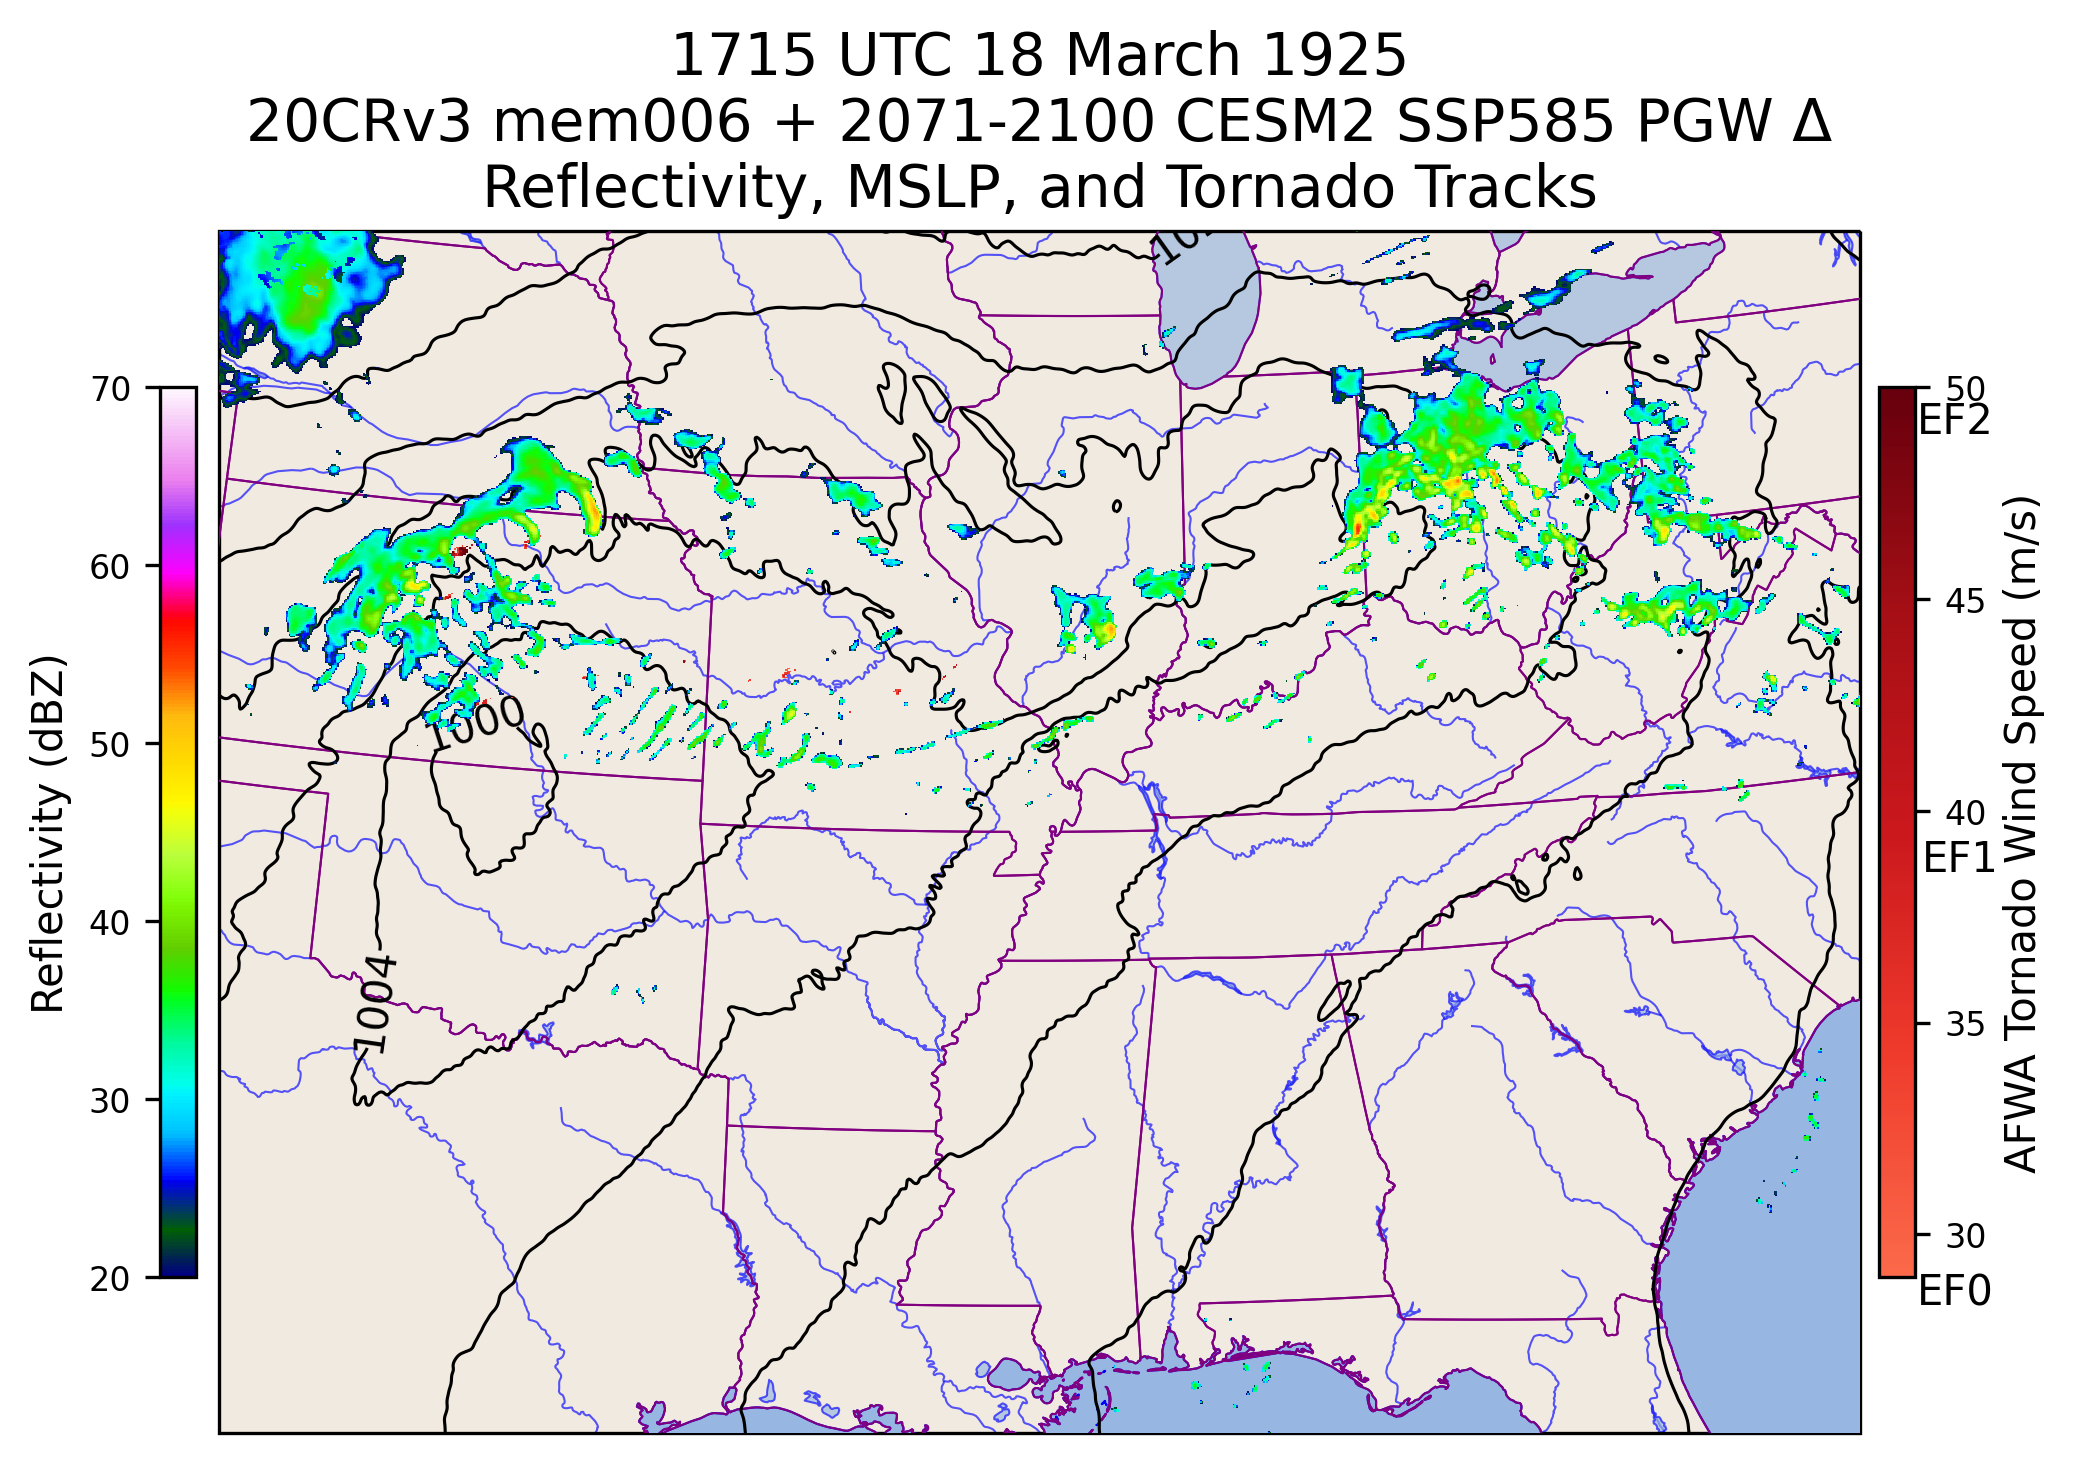 1715 UTC 18 March 1925
20CRv3 mem006 + 2071-2100 CESM2 SSP585 PGW Δ
Reflectivity, MSLP, and Tornado Tracks
70
60
50
40
30
20
Reflectivity (dBZ)
1000
1004
50
EF2
45
40
EF1
35
30
EF0
AFWA Tornado Wind Speed (m/s)